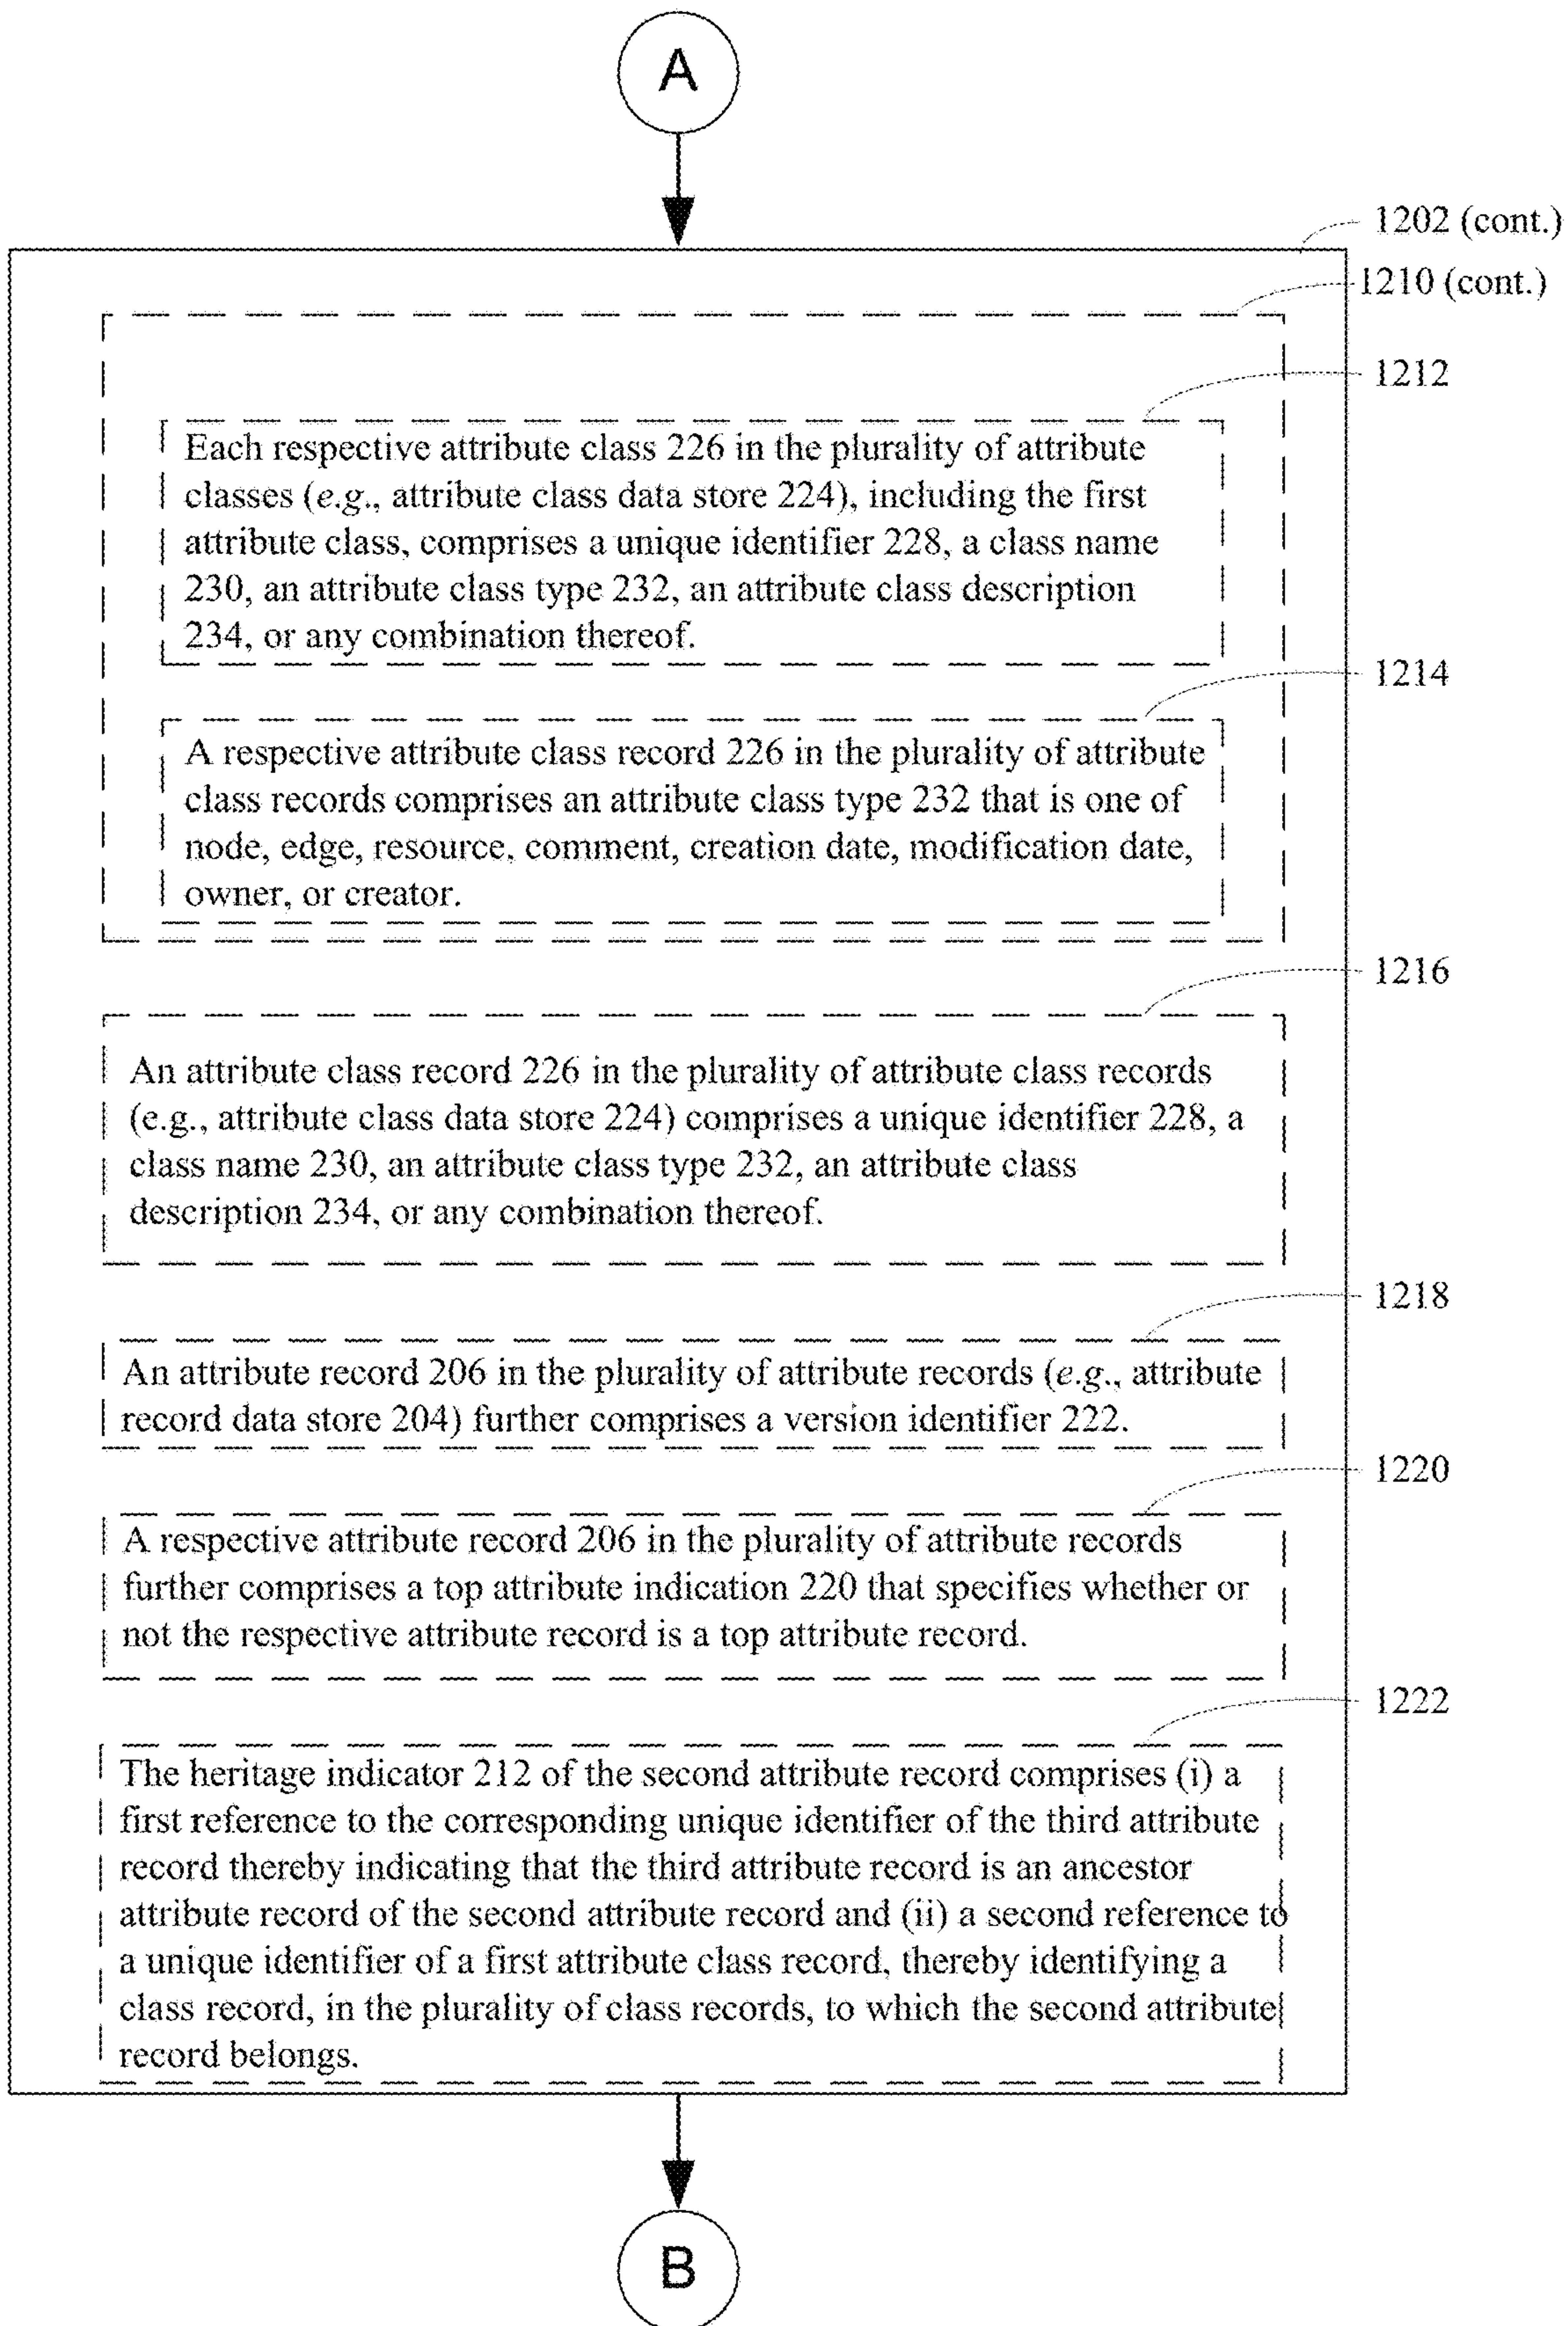 A
1202 (cont.)
1210 (cont.)
1212
Each respective attribute class 226 in the plurality of attribute
classes (e.g., attribute class data store 224), including the first
attribute class, comprises a unique identifier 228, a class name
230, an attribute class type 232, an attribute class description
234, or any combination thereof.
1214
A respective attribute class record 226 in the plurality of attribute
class records comprises an attribute class type 232 that is one of
node, edge, resource, comment, creation date, modification date,
owner, or creator.
1216
An attribute class record 226 in the plurality of attribute class records
(e.g., attribute class data store 224) comprises a unique identifier 228, a
class name 230, an attribute class type 232, an attribute class
description 234, or any combination thereof.
1218
An attribute record 206 in the plurality of attribute records (e.g., attribute
record data store 204) further comprises a version identifier 222.
1220
A respective attribute record 206 in the plurality of attribute records
further comprises a top attribute indication 220 that specifies whether or
not the respective attribute record is a top attribute record.
1222
The heritage indicator 212 of the second attribute record comprises (i) a
first reference to the corresponding unique identifier of the third attribute
record thereby indicating that the third attribute record is an ancestor
attribute record of the second attribute record and (ii) a second reference to
a unique identifier of a first attribute class record, thereby identifying a
class record, in the plurality of class records, to which the second attribute
record belongs.
B